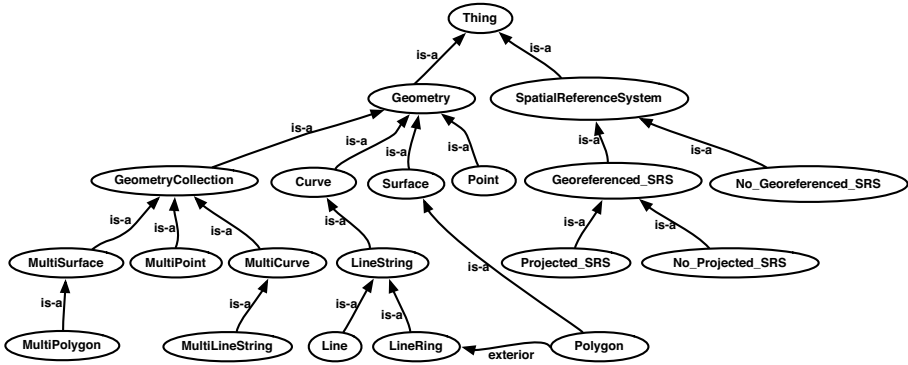 Thing
is-a is-a
Geometry SpatialReferenceSystem
is-a is-a is-a is-a is-a is-a
GeometryCollection Curve Surface Point Georeferenced_SRS No_Georeferenced_SRS
is-a is-a is-a is-a is-a is-a
MultiSurface MultiPoint MultiCurve LineString is-a Projected_SRS No_Projected_SRS
is-a is-a is-a is-a
MultiPolygon MultiLineString Line LineRing exterior Polygon